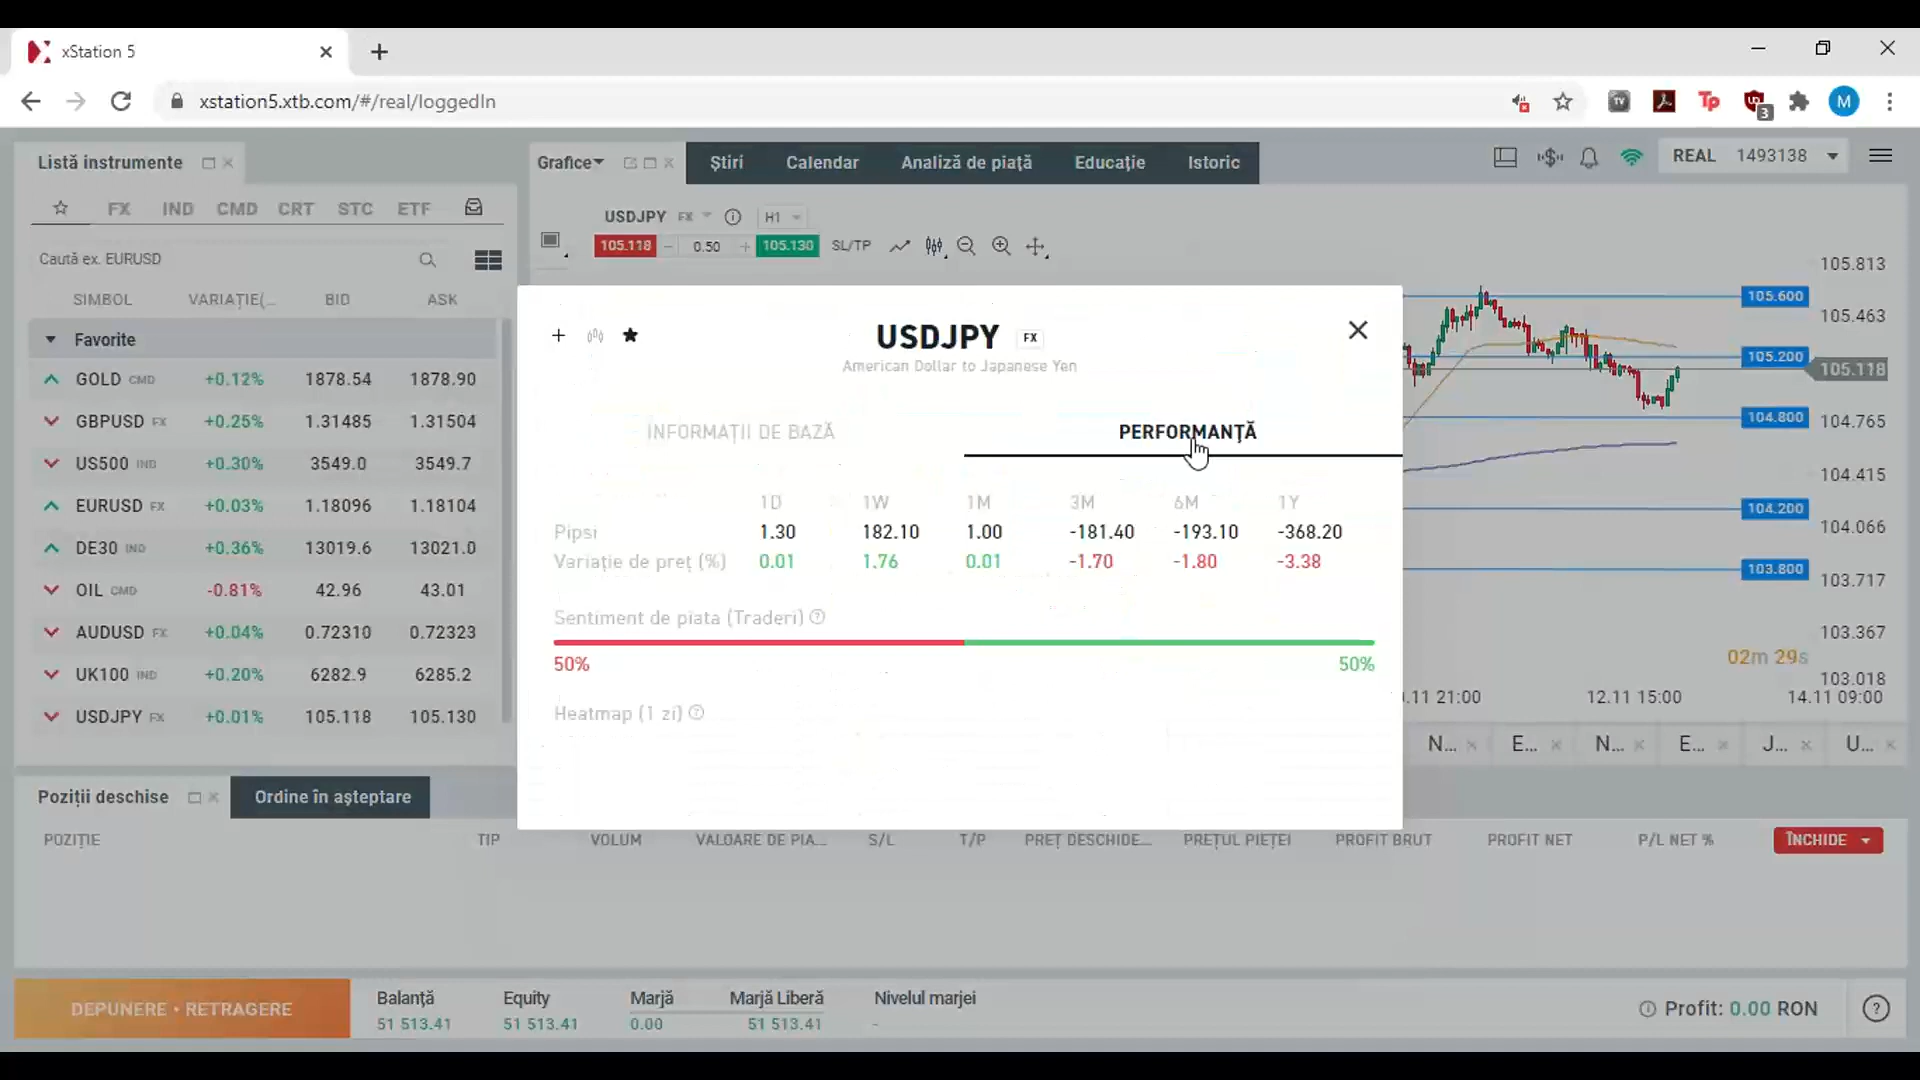 xStation 5
xstation5.xtb.com/#/real/loggedIn
TV
Tp
3
M
Listă instrumente
Grafice
Știri
Calendar
Analiză de piață
Educație
Istoric
REAL 1493138
FX IND CMD CRT STC ETF
USDJPY FX H1
105.118 0.50 105.130 SL/TP
Caută ex. EURUSD
SIMBOL VARIAȚIE(... BID ASK
Favorite
GOLD CMD +0.12% 1878.54 1878.90
GBPUSD FX +0.25% 1.31485 1.31504
US500 IND +0.30% 3549.0 3549.7
EURUSD FX +0.03% 1.18096 1.18104
DE30 IND +0.36% 13019.6 13021.0
OIL CMD -0.81% 42.96 43.01
AUDUSD FX +0.04% 0.72310 0.72323
UK100 IND +0.20% 6282.9 6285.2
USDJPY FX +0.01% 105.118 105.130
USDJPY FX
American Dollar to Japanese Yen
INFORMAȚII DE BAZĂ
PERFORMANȚĂ
1D 1W 1M 3M 6M 1Y
Pipsi 1.30 182.10 1.00 -181.40 -193.10 -368.20
Variație de preț (%) 0.01 1.76 0.01 -1.70 -1.80 -3.38
Sentiment de piata (Traderi)
50% 50%
Heatmap (1 zi)
105.813
105.600
105.463
105.200
105.118
104.800
104.765
104.415
104.200
104.066
103.800
103.717
103.367
02m 29s
103.018
.11 21:00 12.11 15:00 14.11 09:00
N... E... N... E... J... U...
Poziții deschise
Ordine în așteptare
POZIȚIE TIP VOLUM VALOARE DE PIA... S/L T/P PREȚ DESCHIDE... PREȚUL PIEȚEI PROFIT BRUT PROFIT NET P/L NET % ÎNCHIDE
DEPUNERE • RETRAGERE
Balanță Equity Marjă Marjă Liberă Nivelul marjei
51 513.41 51 513.41 0.00 51 513.41 -
Profit: 0.00 RON